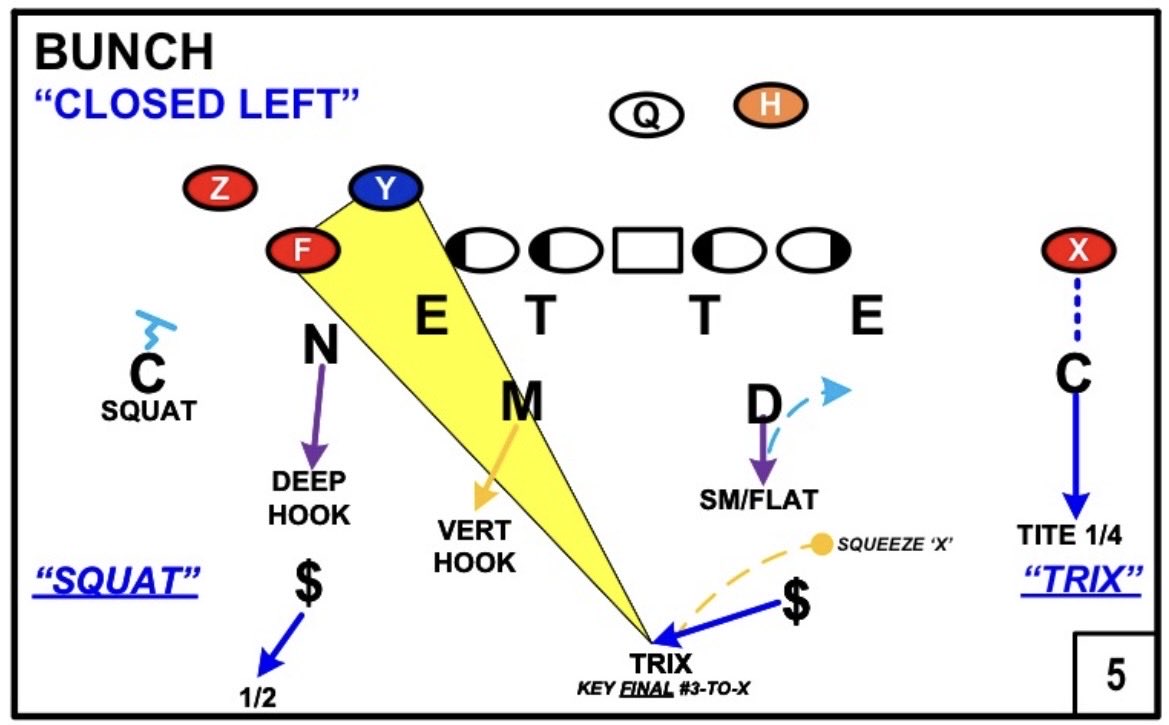 BUNCH
“CLOSED LEFT”
Q
H
Z
Y
F
X
E
T
T
E
N
C
SQUAT
M
D
C
DEEP
HOOK
SM/FLAT
VERT
HOOK
TITE 1/4
SQUEEZE ‘X’
“SQUAT”
$
$
“TRIX”
TRIX
KEY FINAL #3-TO-X
1/2
5